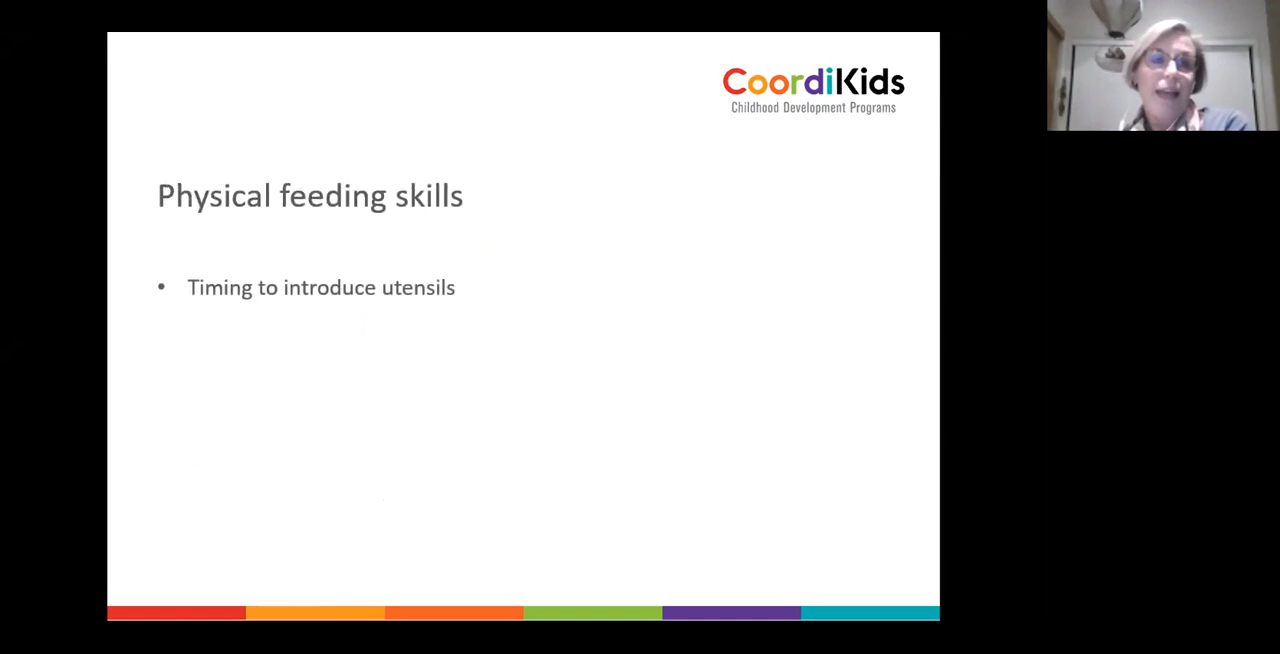 CoordiKids
Childhood Development Programs
Physical feeding skills
• Timing to introduce utensils